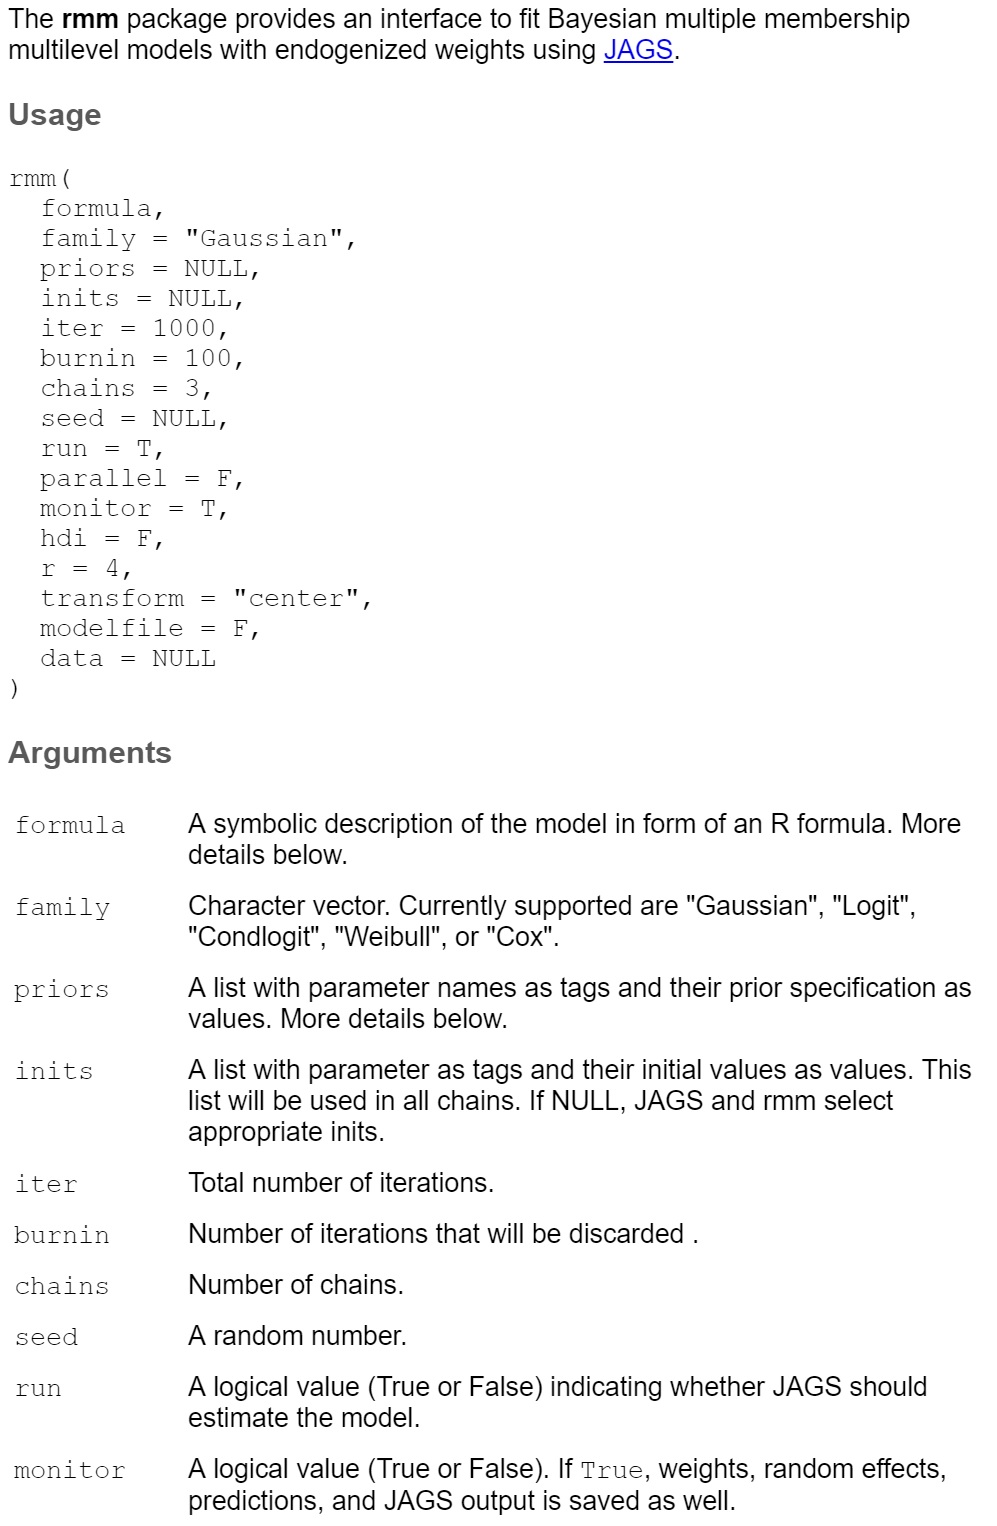 The rmm package provides an interface to fit Bayesian multiple membership
multilevel models with endogenized weights using JAGS.
Usage
rmm(
  formula,
  family = "Gaussian",
  priors = NULL,
  inits = NULL,
  iter = 1000,
  burnin = 100,
  chains = 3,
  seed = NULL,
  run = T,
  parallel = F,
  monitor = T,
  hdi = F,
  r = 4,
  transform = "center",
  modelfile = F,
  data = NULL
)
Arguments
formula A symbolic description of the model in form of an R formula. More
details below.
family Character vector. Currently supported are "Gaussian", "Logit",
"Condlogit", "Weibull", or "Cox".
priors A list with parameter names as tags and their prior specification as
values. More details below.
inits A list with parameter as tags and their initial values as values. This
list will be used in all chains. If NULL, JAGS and rmm select
appropriate inits.
iter Total number of iterations.
burnin Number of iterations that will be discarded .
chains Number of chains.
seed A random number.
run A logical value (True or False) indicating whether JAGS should
estimate the model.
monitor A logical value (True or False). If True, weights, random effects,
predictions, and JAGS output is saved as well.